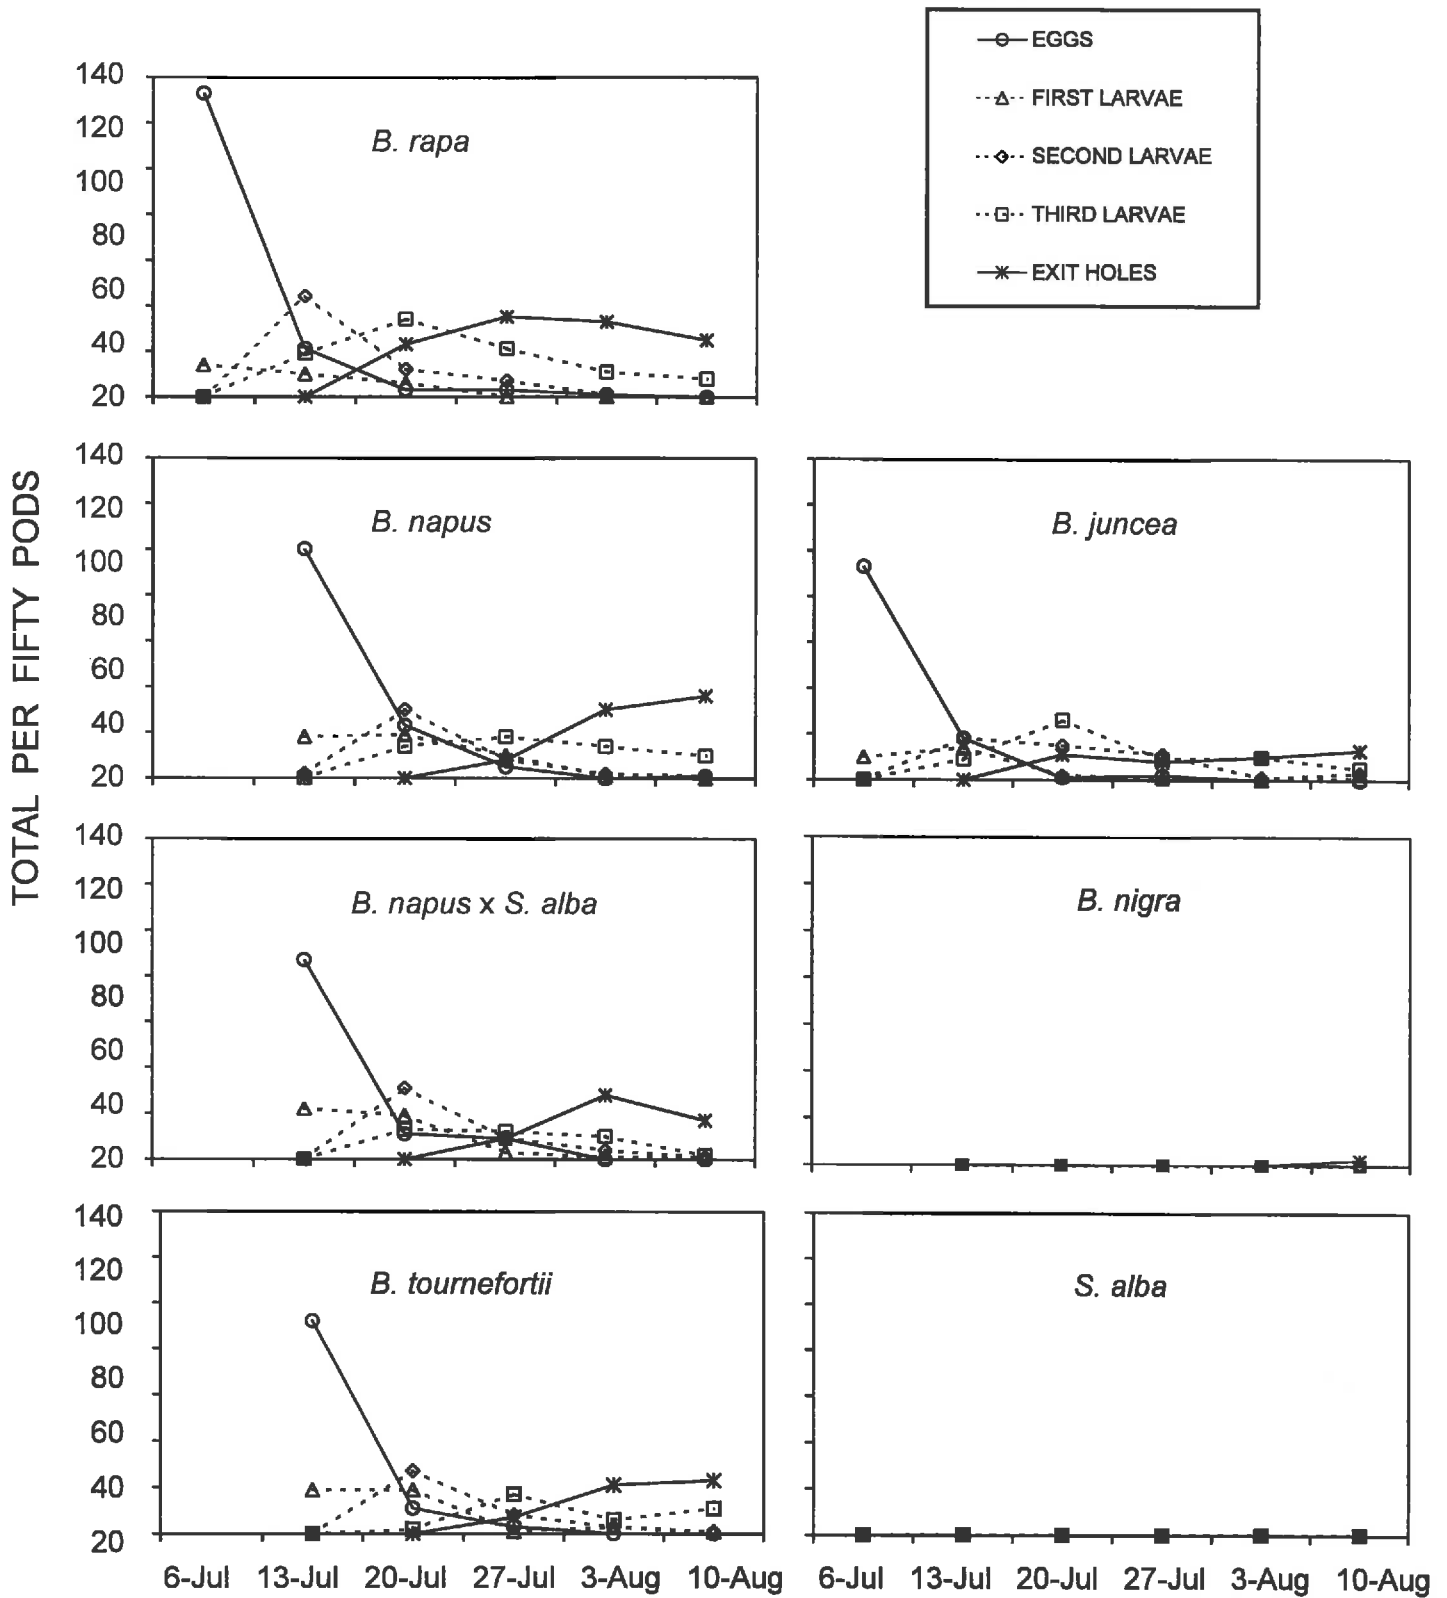 EGGS
FIRST LARVAE
SECOND LARVAE
THIRD LARVAE
EXIT HOLES
TOTAL PER FIFTY PODS
140
120
100
80
60
40
20
B. rapa
140
120
100
80
60
40
20
B. napus
B. juncea
140
120
100
80
60
40
20
B. napus x S. alba
B. nigra
140
120
100
80
60
40
20
B. tournefortii
S. alba
6-Jul 13-Jul 20-Jul 27-Jul 3-Aug 10-Aug
6-Jul 13-Jul 20-Jul 27-Jul 3-Aug 10-Aug